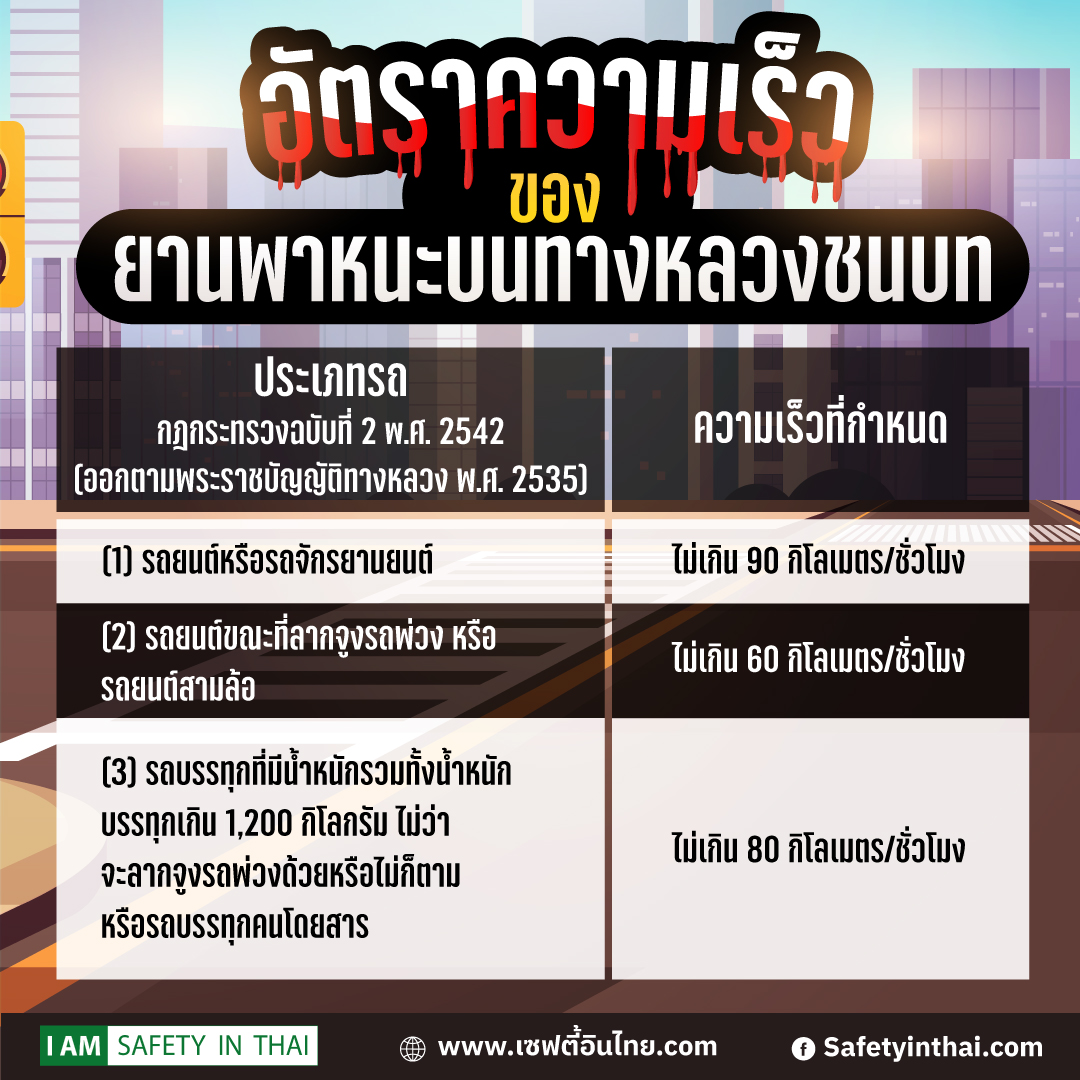 อัตราความเร็ว
ของ
ยานพาหนะบนทางหลวงชนบท
ประเภทรถ
กฎกระทรวงฉบับที่ 2 พ.ศ. 2542
(ออกตามพระราชบัญญัติทางหลวง พ.ศ. 2535)
ความเร็วที่กำหนด
(1) รถยนต์หรือรถจักรยานยนต์
ไม่เกิน 90 กิโลเมตร/ชั่วโมง
(2) รถยนต์ขณะที่ลากจูงรถพ่วง หรือ
รถยนต์สามล้อ
ไม่เกิน 60 กิโลเมตร/ชั่วโมง
(3) รถบรรทุกที่มีน้ำหนักรวมทั้งน้ำหนัก
บรรทุกเกิน 1,200 กิโลกรัม ไม่ว่า
จะลากจูงรถพ่วงด้วยหรือไม่ก็ตาม
หรือรถบรรทุกคนโดยสาร
ไม่เกิน 80 กิโลเมตร/ชั่วโมง
I AM SAFETY IN THAI
www.เซฟตี้อินไทย.com
Safetyinthai.com